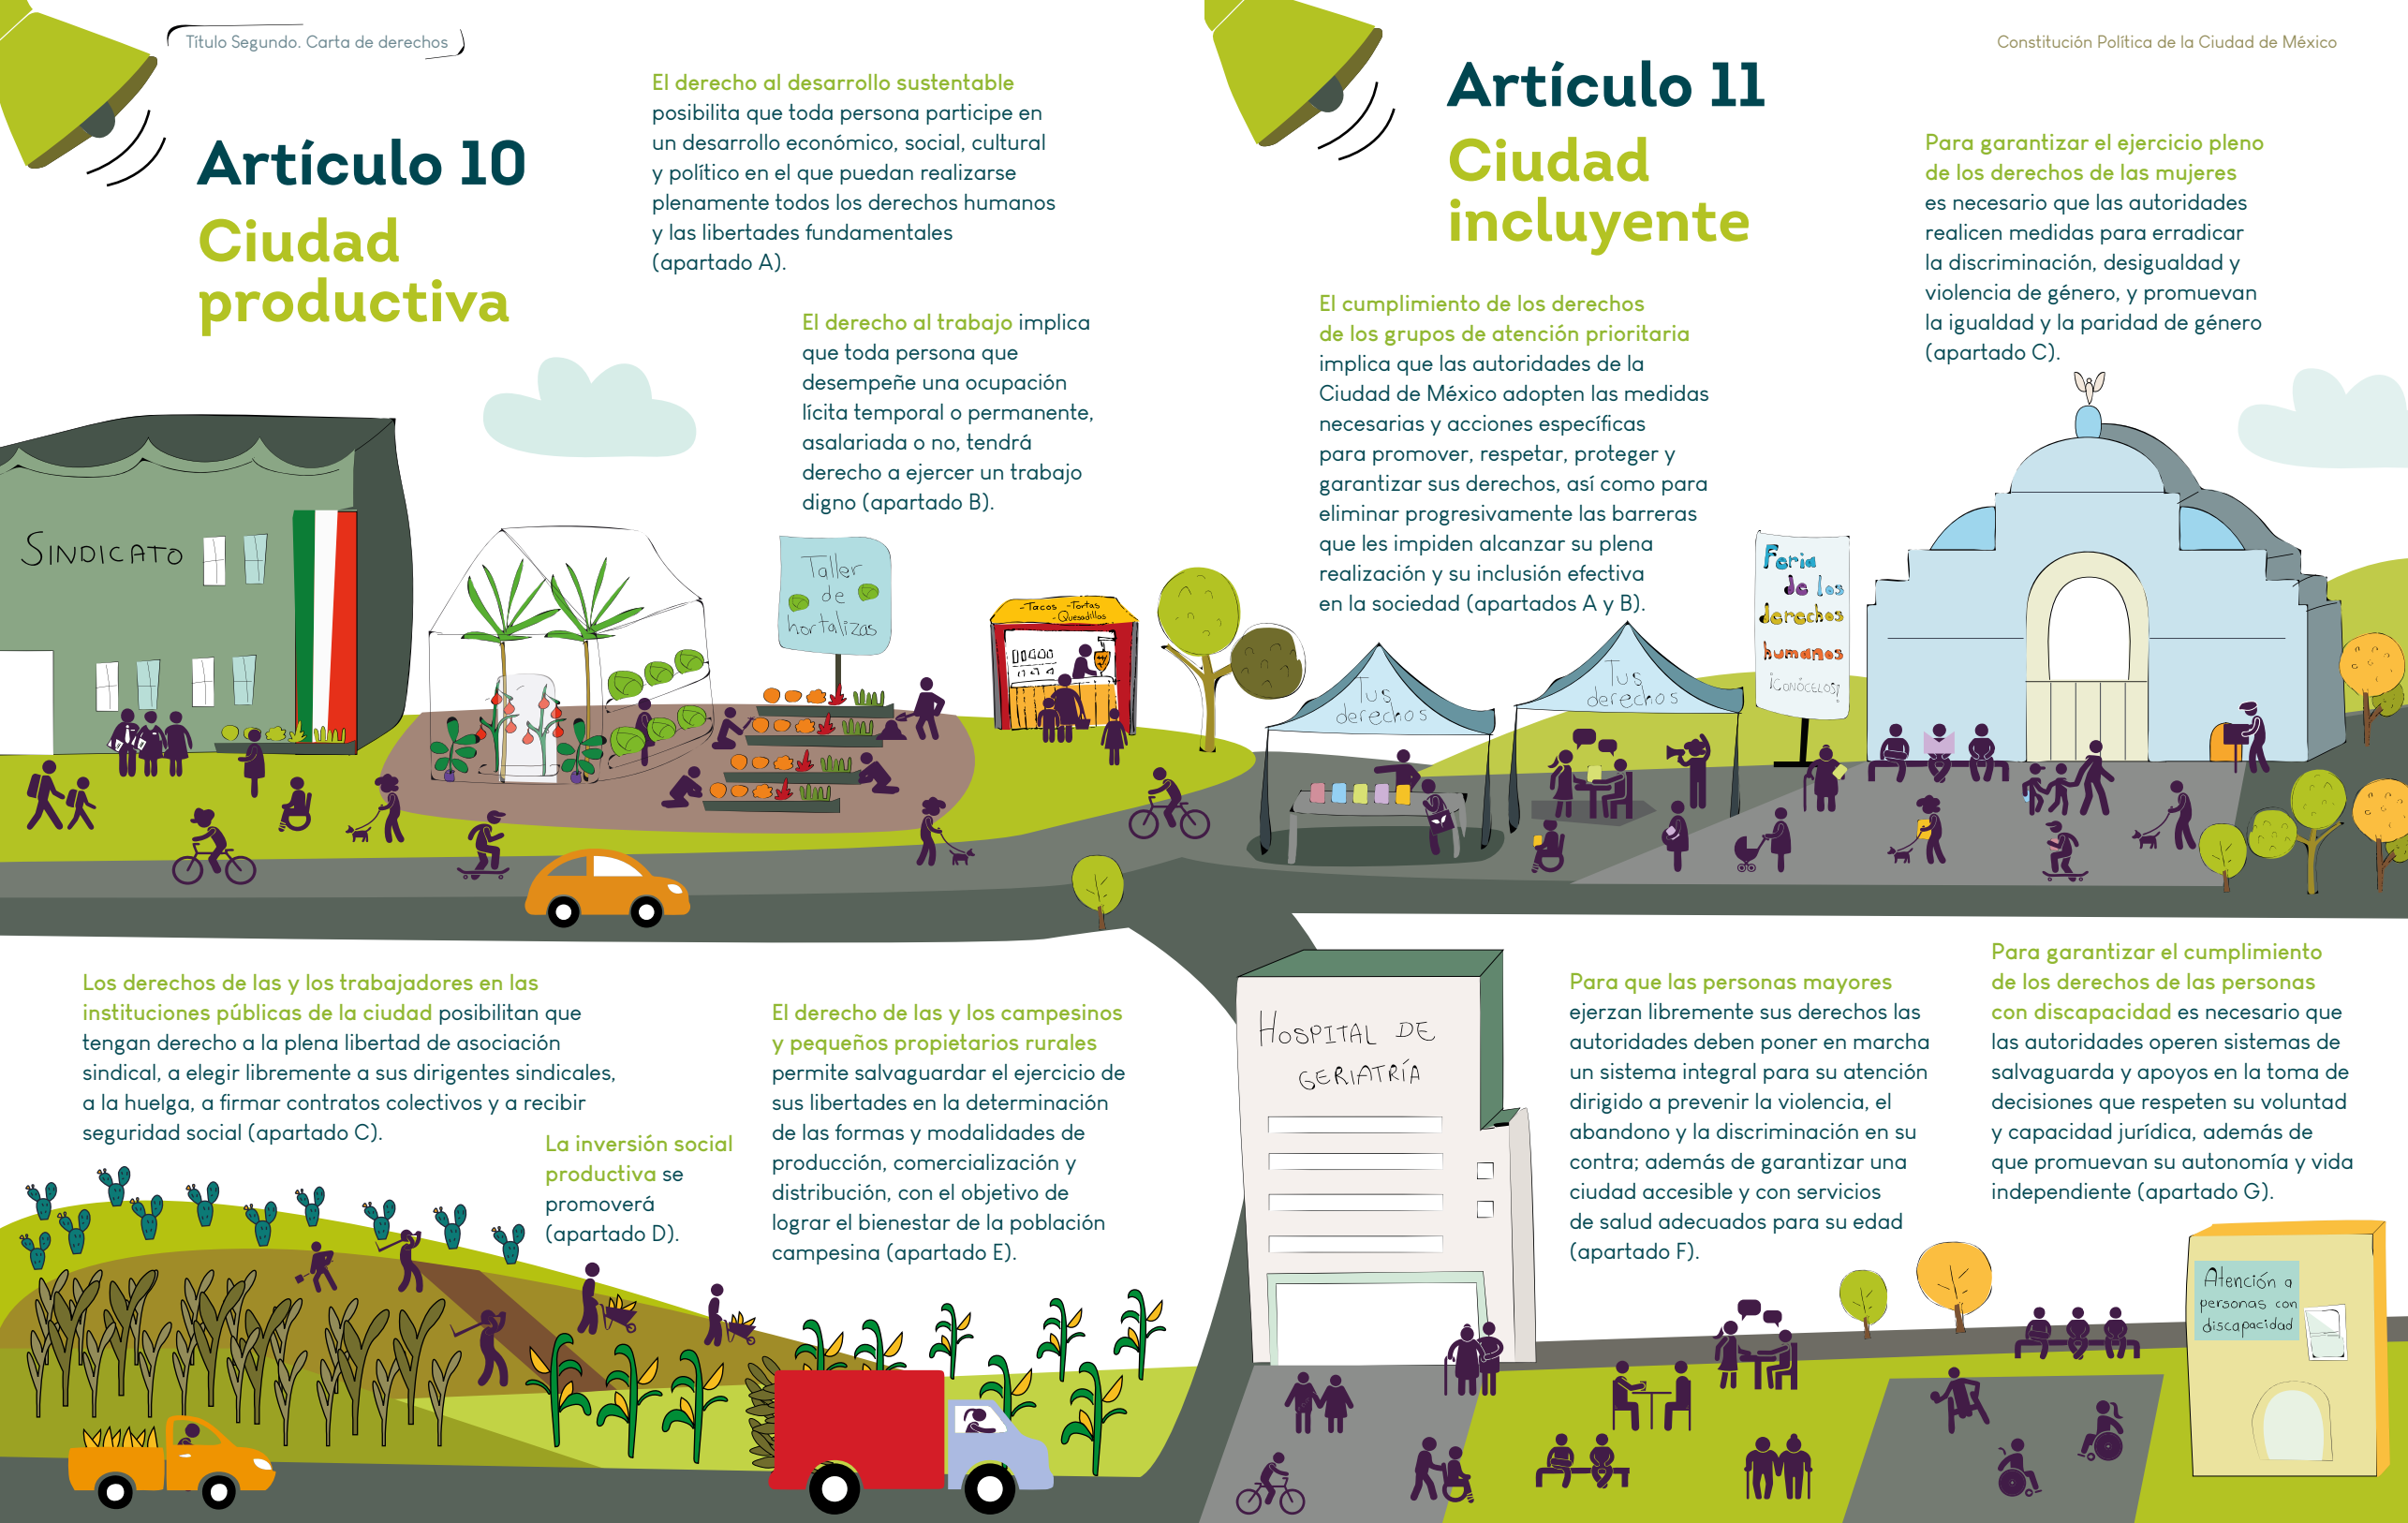 Título Segundo. Carta de derechos
Artículo 10
Ciudad
productiva
El derecho al desarrollo sustentable
posibilita que toda persona participe en
un desarrollo económico, social, cultural
y político en el que puedan realizarse
plenamente todos los derechos humanos
y las libertades fundamentales
(apartado A).
El derecho al trabajo implica
que toda persona que
desempeñe una ocupación
lícita temporal o permanente,
asalariada o no, tendrá
derecho a ejercer un trabajo
digno (apartado B).
SINDICATO
Taller
de
hortalizas
-Tacos -Tortas
-Quesadillas
Los derechos de las y los trabajadores en las
instituciones públicas de la ciudad posibilitan que
tengan derecho a la plena libertad de asociación
sindical, a elegir libremente a sus dirigentes sindicales,
a la huelga, a firmar contratos colectivos y a recibir
seguridad social (apartado C).
La inversión social
productiva se
promoverá
(apartado D).
El derecho de las y los campesinos
y pequeños propietarios rurales
permite salvaguardar el ejercicio de
sus libertades en la determinación
de las formas y modalidades de
producción, comercialización y
distribución, con el objetivo de
lograr el bienestar de la población
campesina (apartado E).
Constitución Política de la Ciudad de México
Artículo 11
Ciudad
incluyente
El cumplimiento de los derechos
de los grupos de atención prioritaria
implica que las autoridades de la
Ciudad de México adopten las medidas
necesarias y acciones específicas
para promover, respetar, proteger y
garantizar sus derechos, así como para
eliminar progresivamente las barreras
que les impiden alcanzar su plena
realización y su inclusión efectiva
en la sociedad (apartados A y B).
Para garantizar el ejercicio pleno
de los derechos de las mujeres
es necesario que las autoridades
realicen medidas para erradicar
la discriminación, desigualdad y
violencia de género, y promuevan
la igualdad y la paridad de género
(apartado C).
Tus
derechos
Tus
derechos
Feria
de los
derechos
humanos
¡CONÓCELOS!
HOSPITAL DE
GERIATRÍA
Para que las personas mayores
ejerzan libremente sus derechos las
autoridades deben poner en marcha
un sistema integral para su atención
dirigido a prevenir la violencia, el
abandono y la discriminación en su
contra; además de garantizar una
ciudad accesible y con servicios
de salud adecuados para su edad
(apartado F).
Para garantizar el cumplimiento
de los derechos de las personas
con discapacidad es necesario que
las autoridades operen sistemas de
salvaguarda y apoyos en la toma de
decisiones que respeten su voluntad
y capacidad jurídica, además de
que promuevan su autonomía y vida
independiente (apartado G).
Atención a
personas con
discapacidad